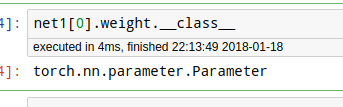 4]: net1[0].weight.__class__
executed in 4ms, finished 22:13:49 2018-01-18
4]: torch.nn.parameter.Parameter